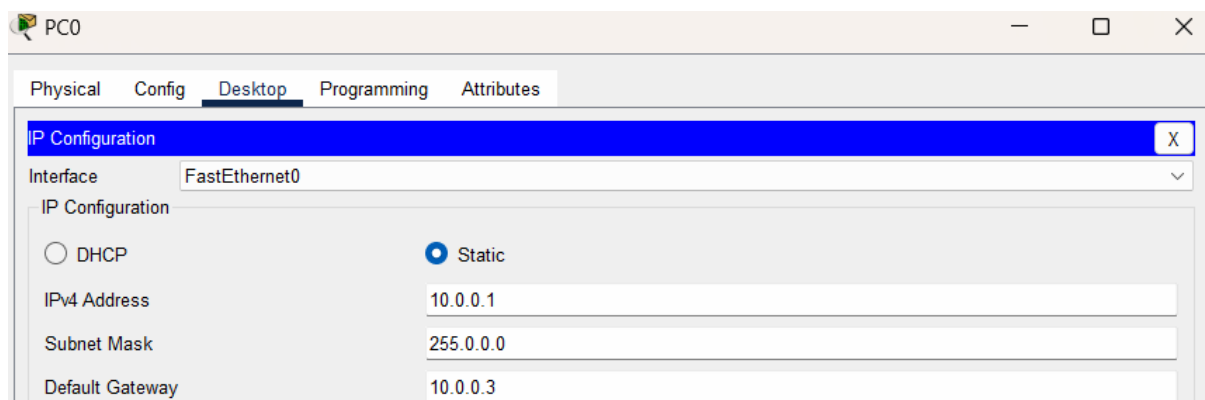 PC0
Physical Config Desktop Programming Attributes
IP Configuration X
Interface FastEthernet0
IP Configuration
DHCP Static
IPv4 Address 10.0.0.1
Subnet Mask 255.0.0.0
Default Gateway 10.0.0.3